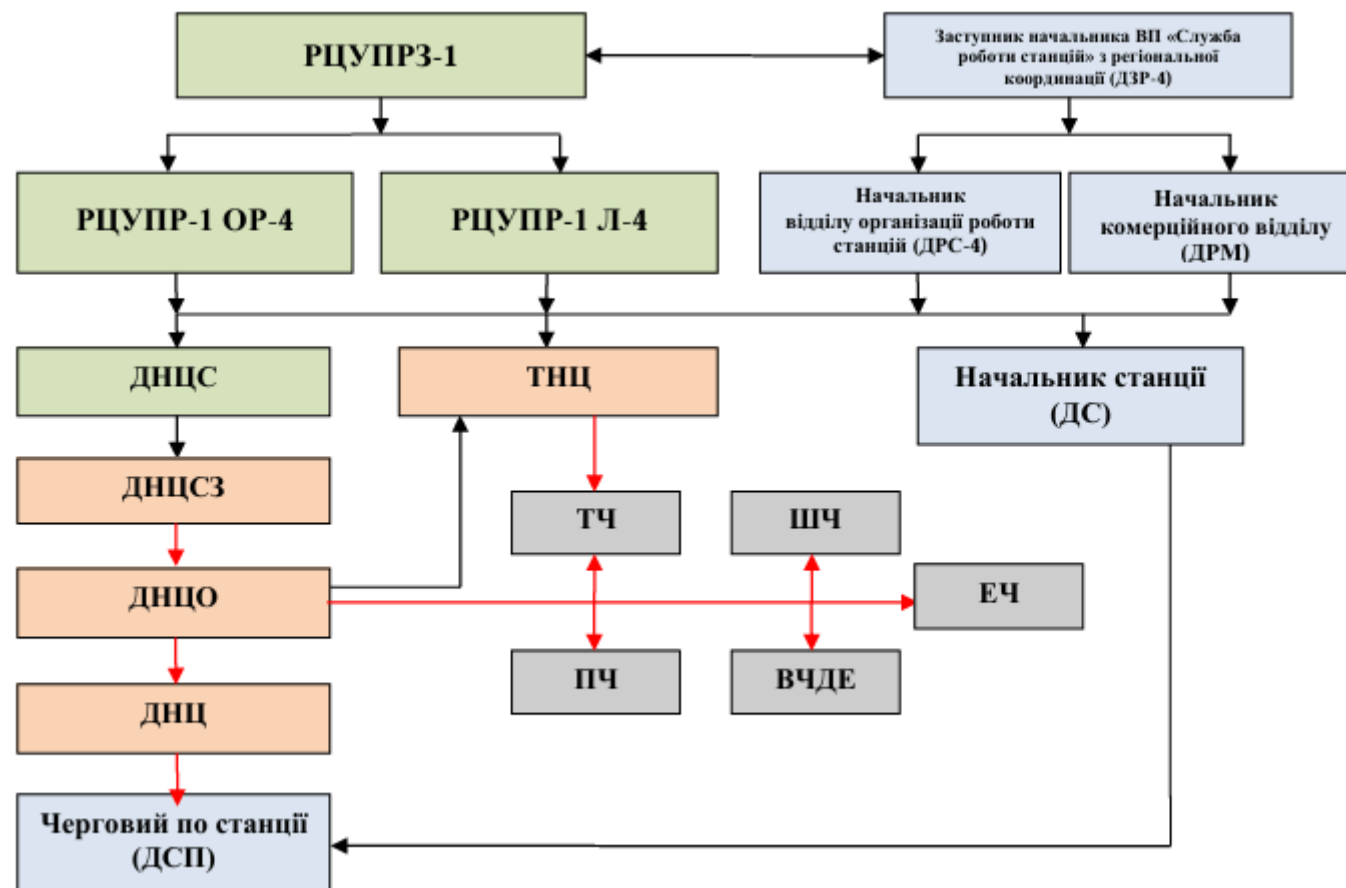 РЦУПРЗ-1
Заступник начальника ВП «Служба
роботи станцій» з регіональної
координації (ДЗР-4)
РЦУПР-1 ОР-4
РЦУПР-1 Л-4
Начальник
відділу організації роботи
станцій (ДРС-4)
Начальник
комерційного відділу
(ДРМ)
ДНЦС
ТНЦ
Начальник станції
(ДС)
ДНЦСЗ
ТЧ
ШЧ
ДНЦО
ЕЧ
ПЧ
ВЧДЕ
ДНЦ
Черговий по станції
(ДСП)